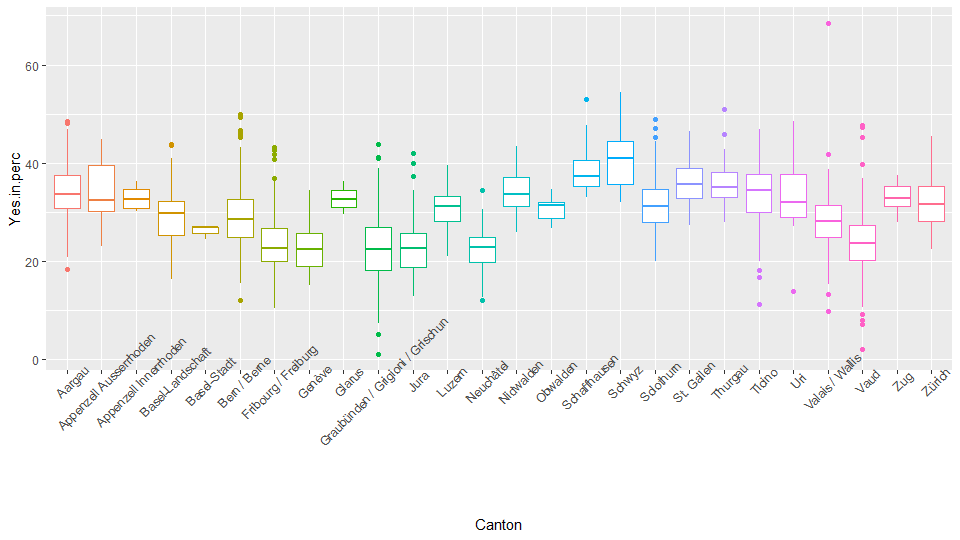 Yes.in.perc
60
40
20
0
Aargau
Appenzell Ausserrhoden
Appenzell Innerrhoden
Basel-Landschaft
Basel-Stadt
Bern / Berne
Fribourg / Freiburg
Genève
Glarus
Graubünden / Grigioni / Grischun
Jura
Luzern
Neuchâtel
Nidwalden
Obwalden
Schaffhausen
Schwyz
Solothurn
St. Gallen
Thurgau
Ticino
Uri
Valais / Wallis
Vaud
Zug
Zürich
Canton